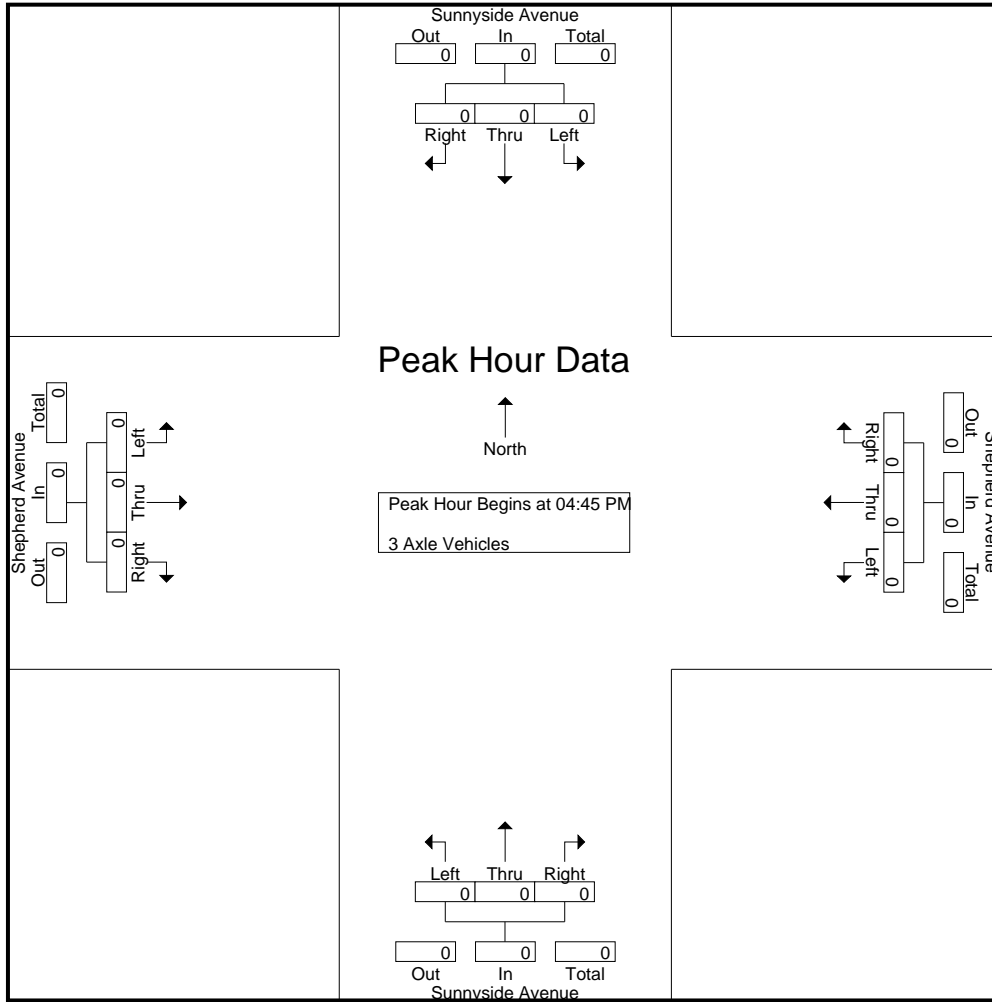 Sunnyside Avenue
Out In Total
0 0 0
0 0 0
Right Thru Left
Peak Hour Data
North
Peak Hour Begins at 04:45 PM
3 Axle Vehicles
Shepherd Avenue
Total In Out
0 0 0
0 0 0
Left Thru Right
Right Thru Left
0 0 0
0 0 0
Out In Total
Shepherd Avenue
Left Thru Right
0 0 0
0 0 0
Out In Total
Sunnyside Avenue